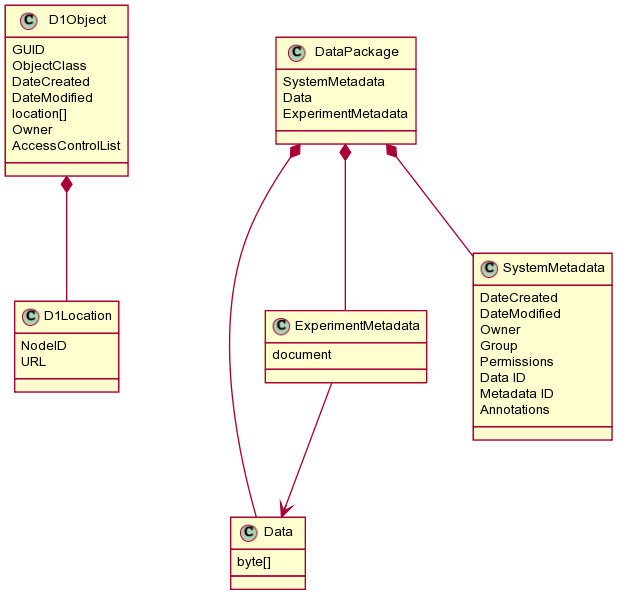 C D1Object
GUID
ObjectClass
DateCreated
DateModified
location[]
Owner
AccessControlList
C DataPackage
SystemMetadata
Data
ExperimentMetadata
C D1Location
NodeID
URL
C ExperimentMetadata
document
C SystemMetadata
DateCreated
DateModified
Owner
Group
Permissions
Data ID
Metadata ID
Annotations
C Data
byte[]